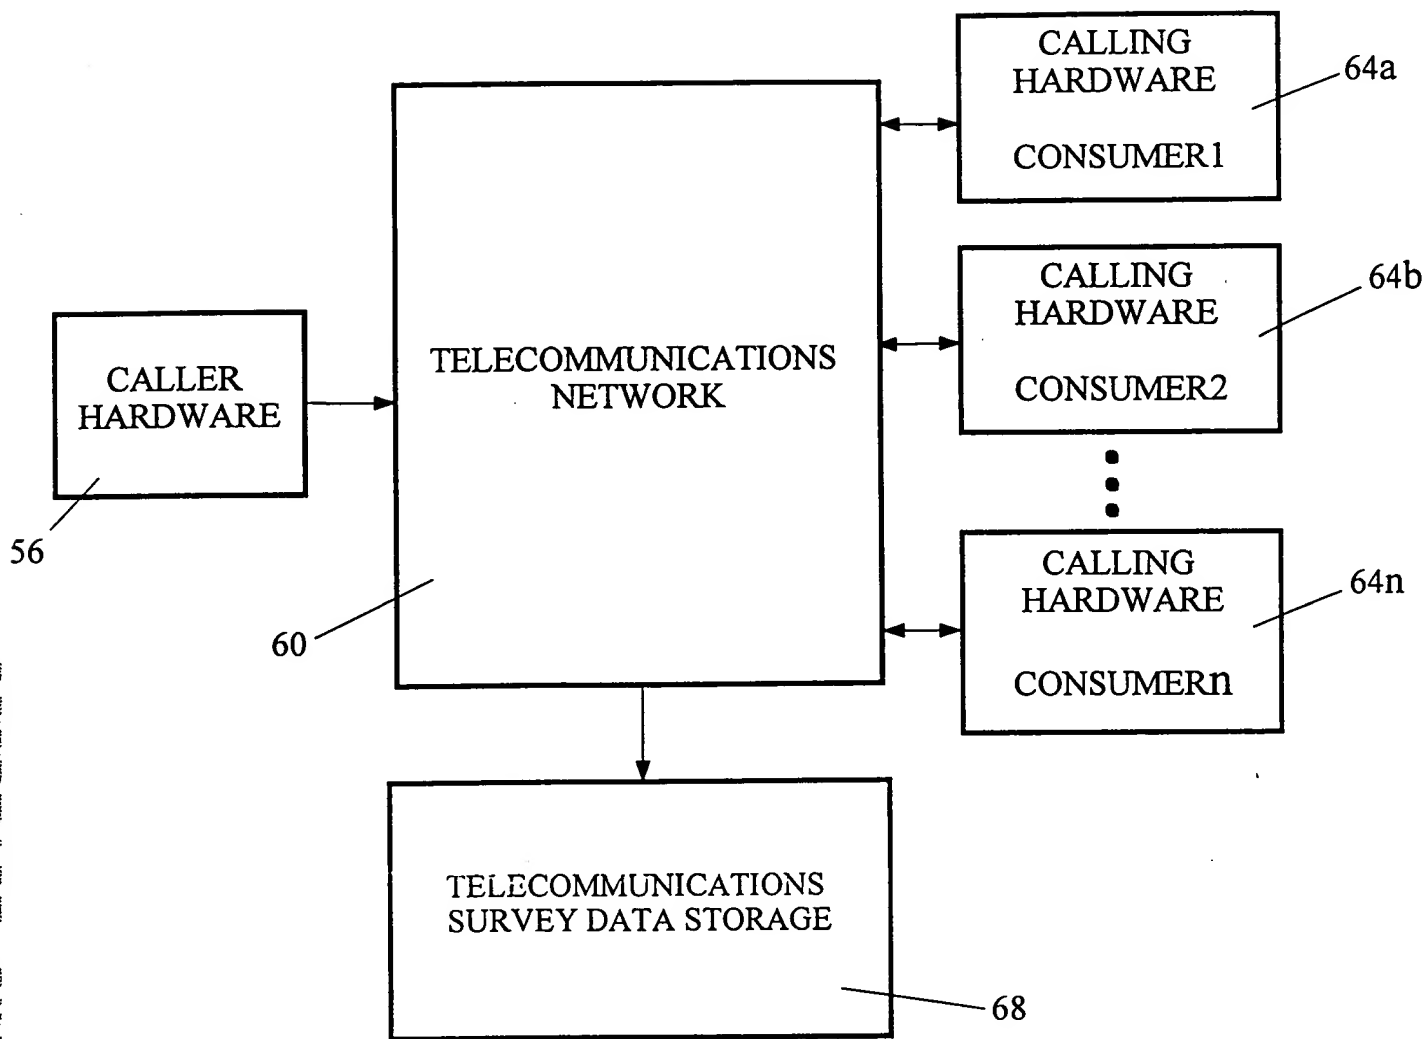 CALLING
HARDWARE
CONSUMER1
64a
CALLING
HARDWARE
CONSUMER2
64b
CALLER
HARDWARE
56
TELECOMMUNICATIONS
NETWORK
60
CALLING
HARDWARE
CONSUMERn
64n
TELECOMMUNICATIONS
SURVEY DATA STORAGE
68